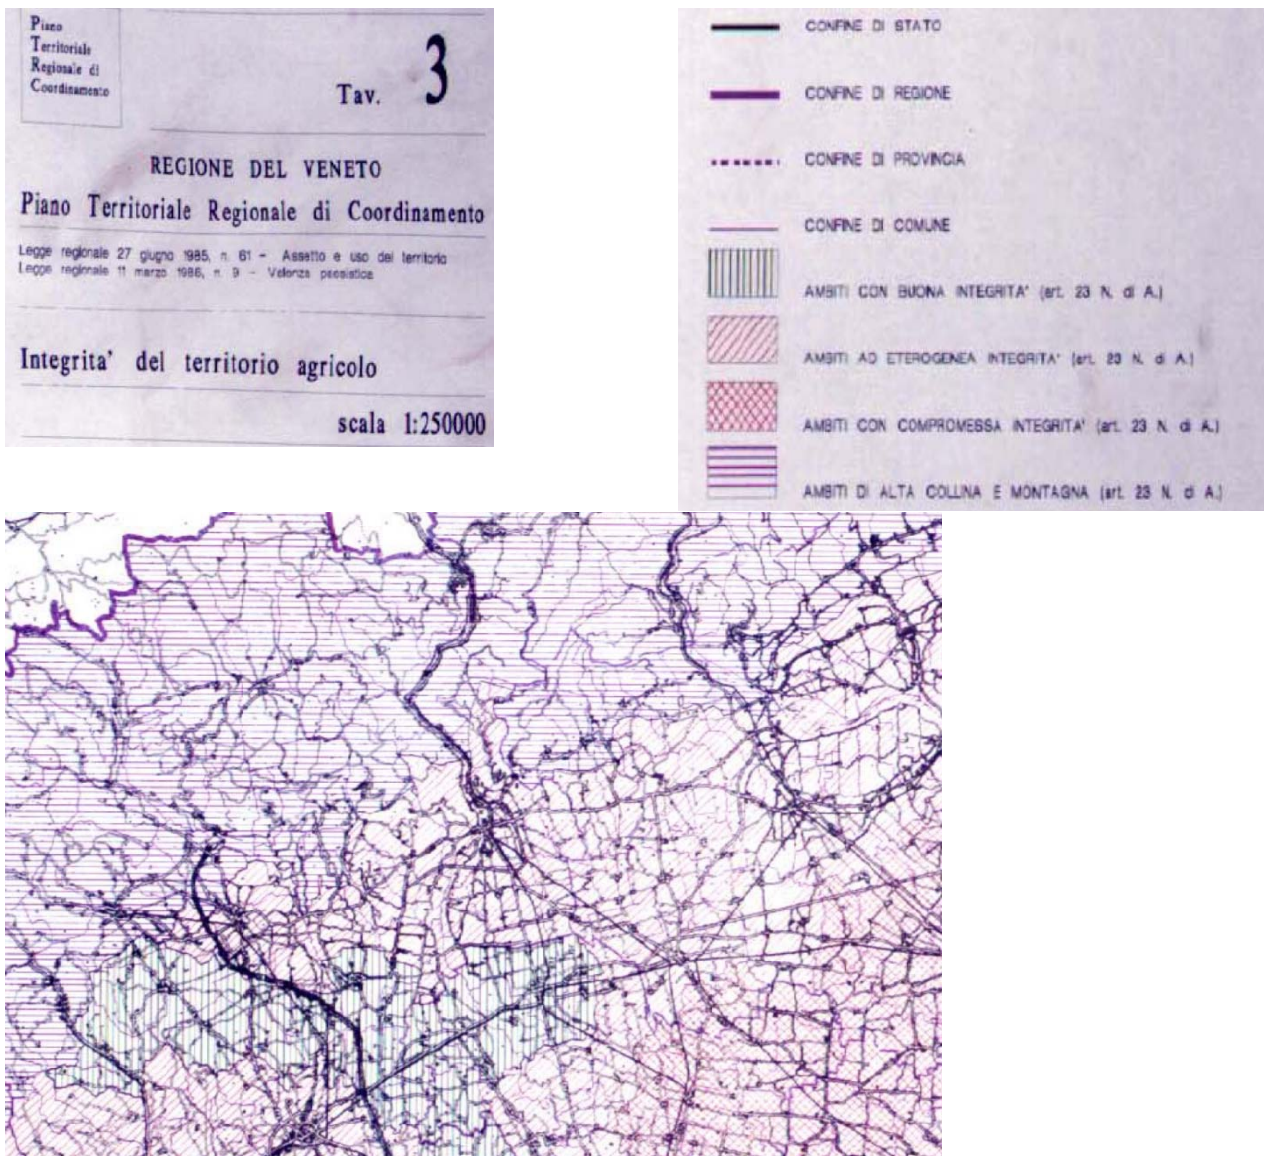 Piano
Territoriale
Regionale di
Coordinamento
Tav. 3
REGIONE DEL VENETO
Piano Territoriale Regionale di Coordinamento
Legge regionale 27 giugno 1985, n. 61 - Assetto e uso del territorio
Legge regionale 11 marzo 1986, n. 9 - Valenza paesistica
Integrita' del territorio agricolo
scala 1:250000
CONFINE DI STATO
CONFINE DI REGIONE
CONFINE DI PROVINCIA
CONFINE DI COMUNE
AMBITI CON BUONA INTEGRITA' (art. 23 N. di A.)
AMBITI AD ETEROGENEA INTEGRITA' (art. 23 N. di A.)
AMBITI CON COMPROMESSA INTEGRITA' (art. 23 N. di A.)
AMBITI DI ALTA COLLINA E MONTAGNA (art. 23 N. di A.)